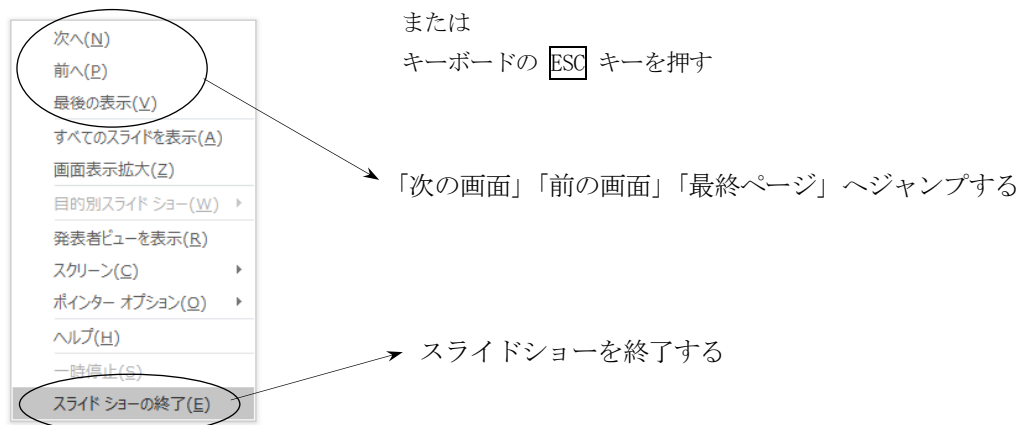 または
キーボードの ESC キーを押す
次へ(N)
前へ(P)
最後の表示(V)
すべてのスライドを表示(A)
画面表示拡大(Z)
目的別スライド ショー(W)
発表者ビューを表示(R)
スクリーン(C)
ポインター オプション(O)
ヘルプ(H)
一時停止(S)
スライド ショーの終了(E)
「次の画面」「前の画面」「最終ページ」へジャンプする
スライドショーを終了する